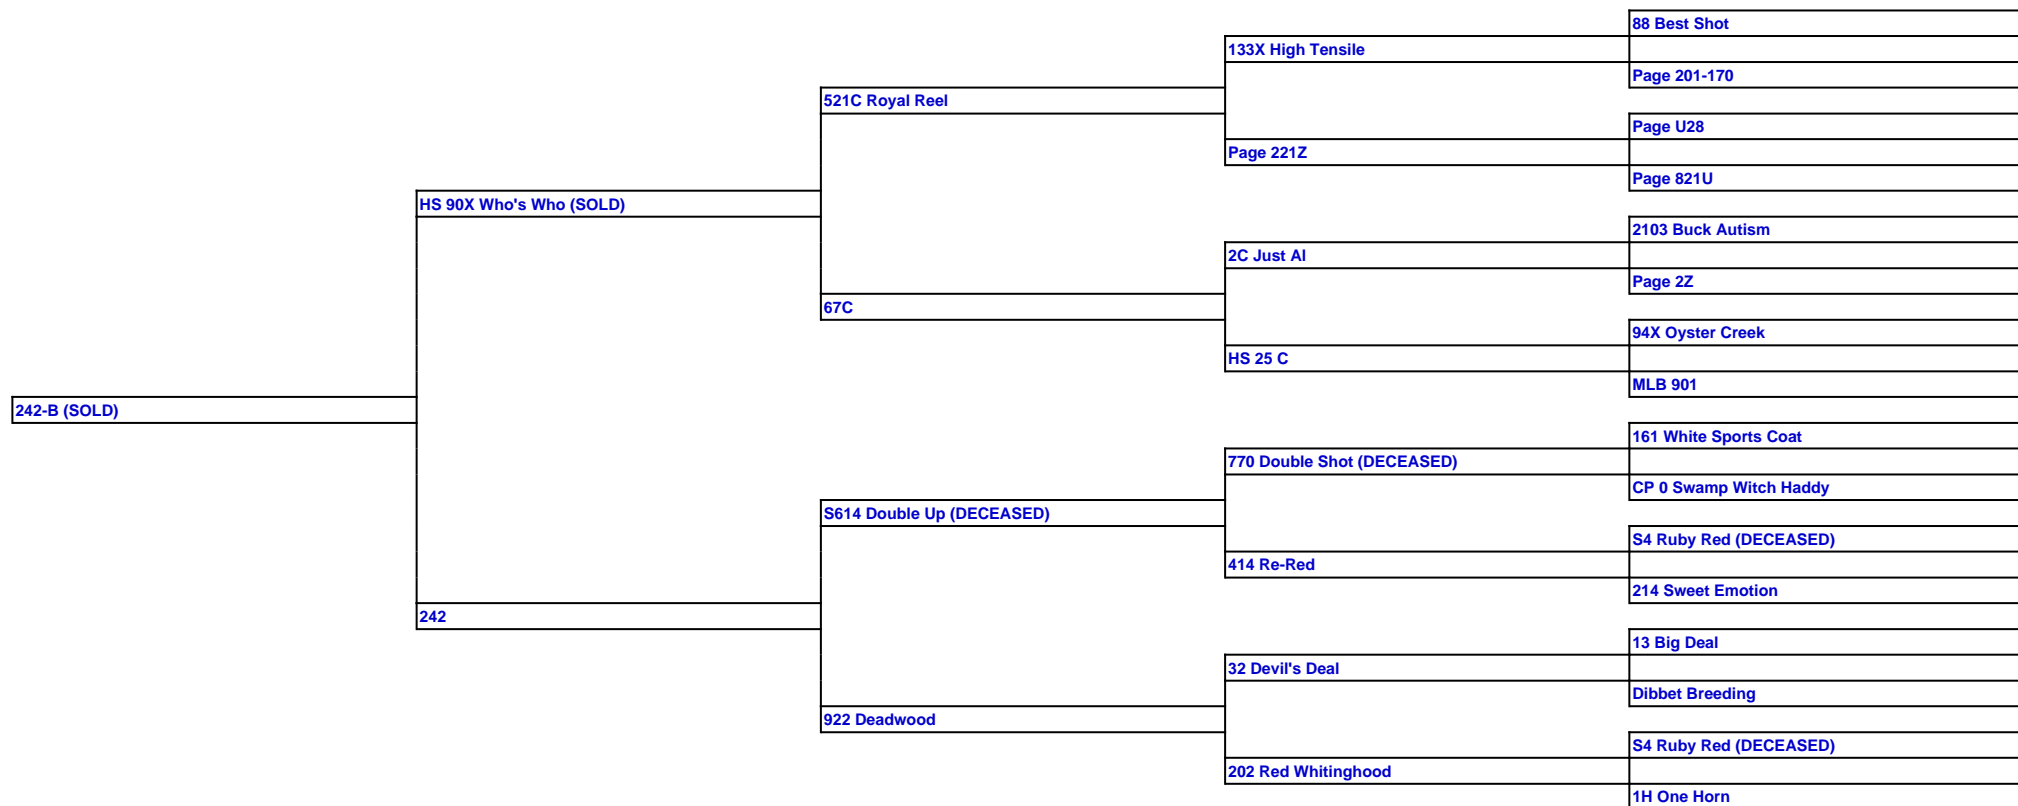 88 Best Shot
133X High Tensile
Page 201-170
521C Royal Reel
Page U28
Page 221Z
Page 821U
HS 90X Who's Who (SOLD)
2103 Buck Autism
2C Just AI
Page 2Z
67C
94X Oyster Creek
HS 25 C
MLB 901
242-B (SOLD)
161 White Sports Coat
770 Double Shot (DECEASED)
CP 0 Swamp Witch Haddy
S614 Double Up (DECEASED)
S4 Ruby Red (DECEASED)
414 Re-Red
214 Sweet Emotion
242
13 Big Deal
32 Devil's Deal
Dibbet Breeding
922 Deadwood
S4 Ruby Red (DECEASED)
202 Red Whitinghood
1H One Horn